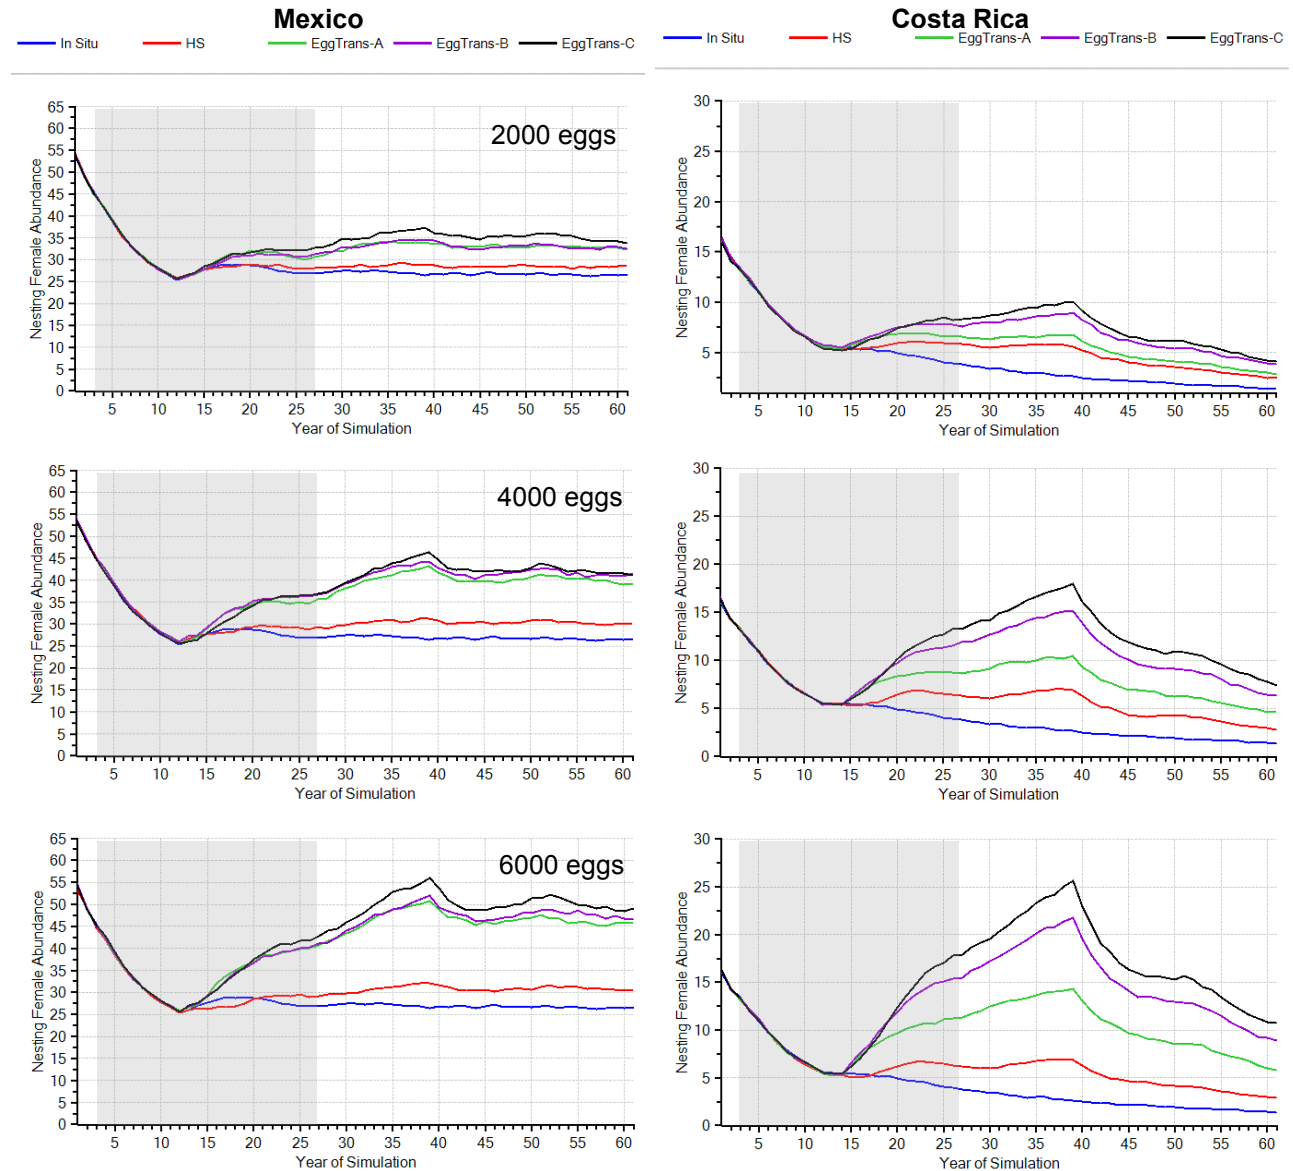 Mexico
Costa Rica
In Situ HS EggTrans-A EggTrans-B EggTrans-C
In Situ HS EggTrans-A EggTrans-B EggTrans-C
65
60
55
50
45
40
35
30
25
20
15
10
5
0
Nesting Female Abundance
2000 eggs
5 10 15 20 25 30 35 40 45 50 55 60
Year of Simulation
30
25
20
15
10
5
Nesting Female Abundance
5 10 15 20 25 30 35 40 45 50 55 60
Year of Simulation
65
60
55
50
45
40
35
30
25
20
15
10
5
0
Nesting Female Abundance
4000 eggs
5 10 15 20 25 30 35 40 45 50 55 60
Year of Simulation
30
25
20
15
10
5
0
Nesting Female Abundance
5 10 15 20 25 30 35 40 45 50 55 60
Year of Simulation
65
60
55
50
45
40
35
30
25
20
15
10
5
0
Nesting Female Abundance
6000 eggs
5 10 15 20 25 30 35 40 45 50 55 60
Year of Simulation
30
25
20
15
10
5
0
Nesting Female Abundance
5 10 15 20 25 30 35 40 45 50 55 60
Year of Simulation